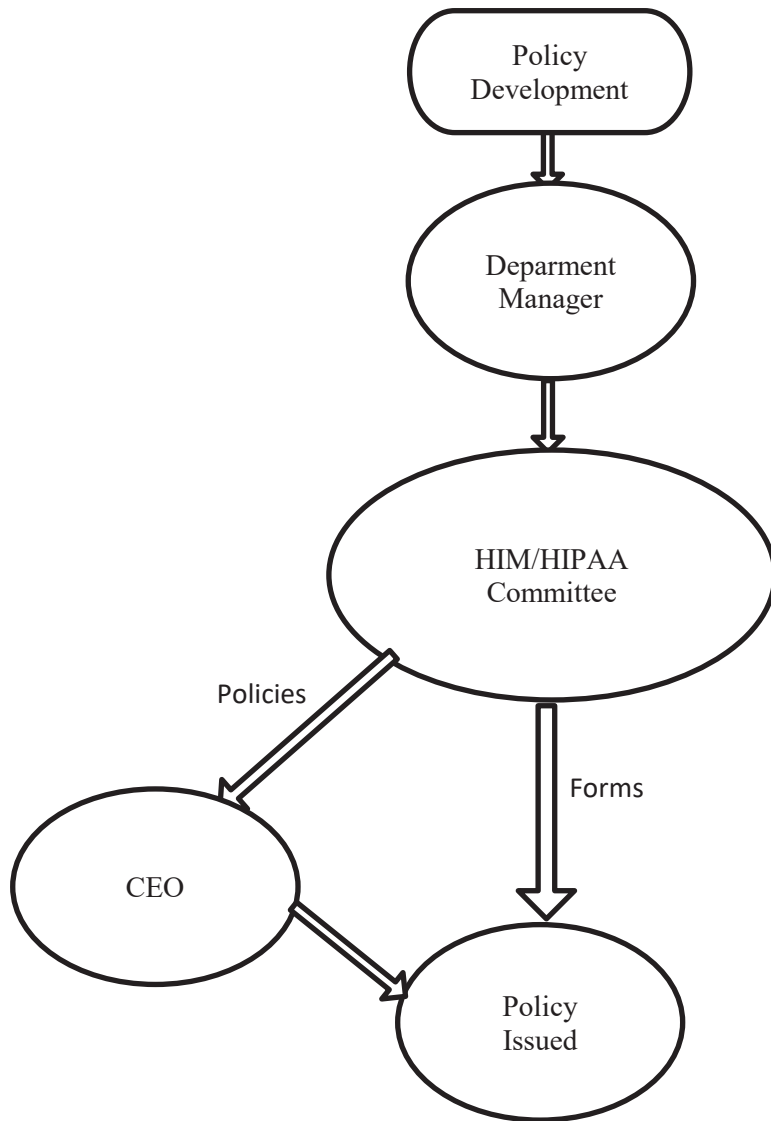 Policy
Development
Deparment
Manager
HIM/HIPAA
Committee
Policies
Forms
CEO
Policy
Issued